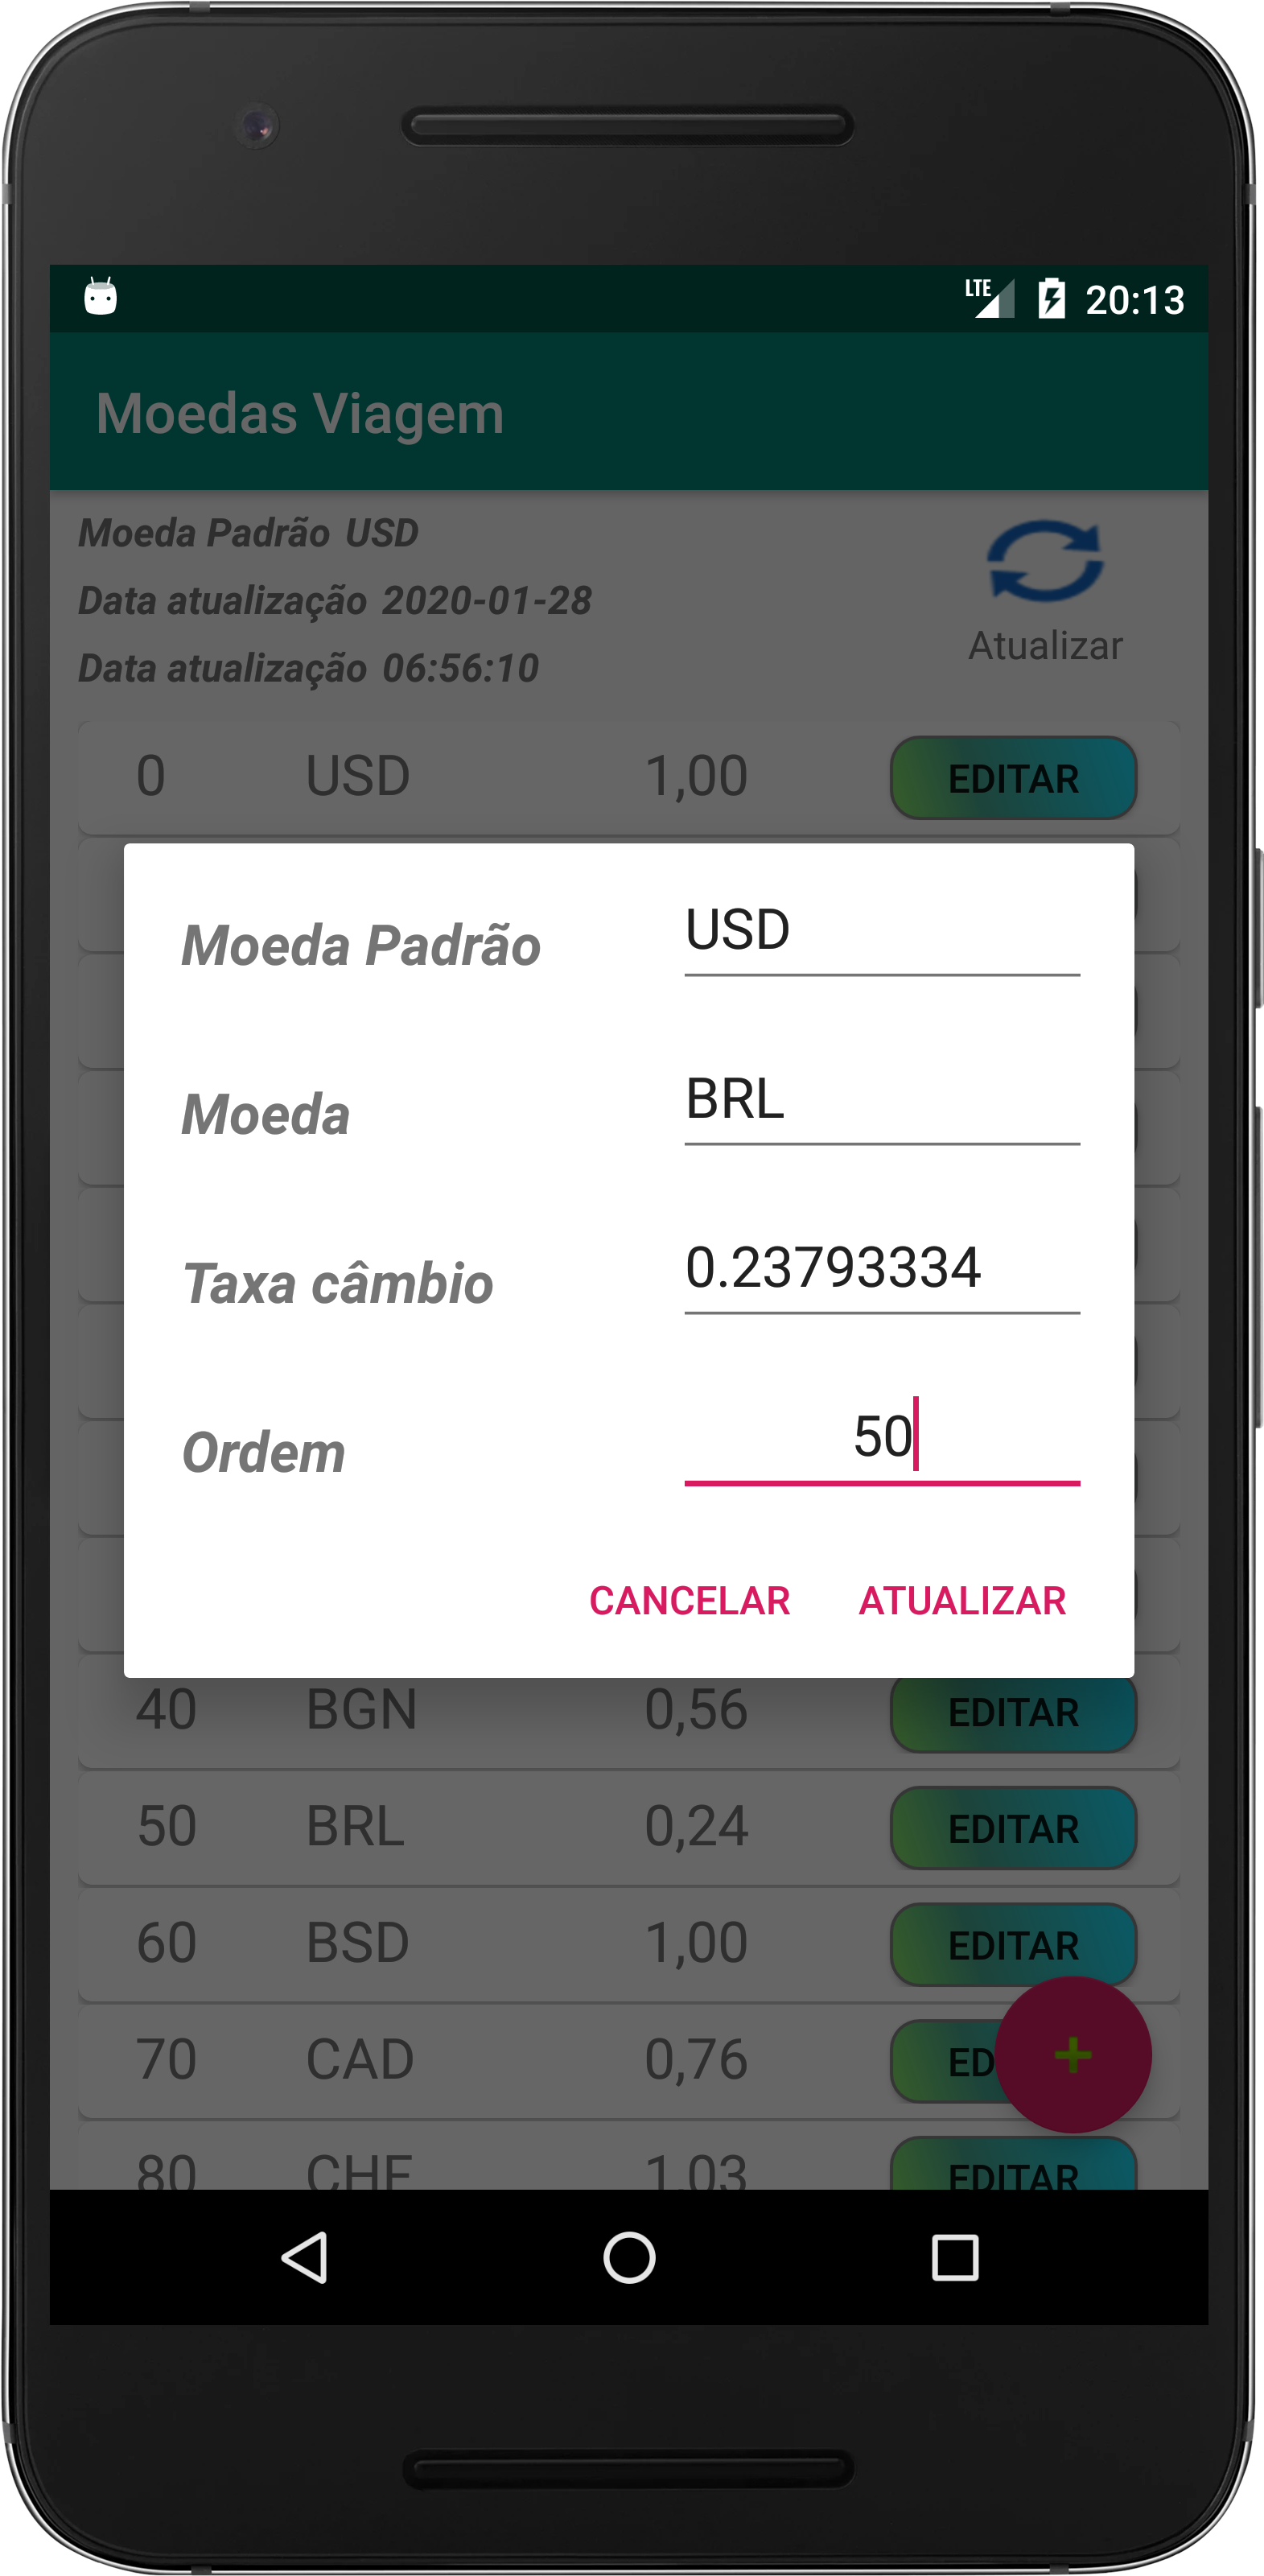 LTE 20:13
Moedas Viagem
Moeda Padrão USD
Data atualização 2020-01-28
Data atualização 06:56:10
Atualizar
0 USD 1,00 EDITAR
Moeda Padrão USD
Moeda BRL
Taxa câmbio 0.23793334
Ordem 50
CANCELAR ATUALIZAR
40 BGN 0,56 EDITAR
50 BRL 0,24 EDITAR
60 BSD 1,00 EDITAR
70 CAD 0,76 ED
80 CHF 1,03 EDITAR